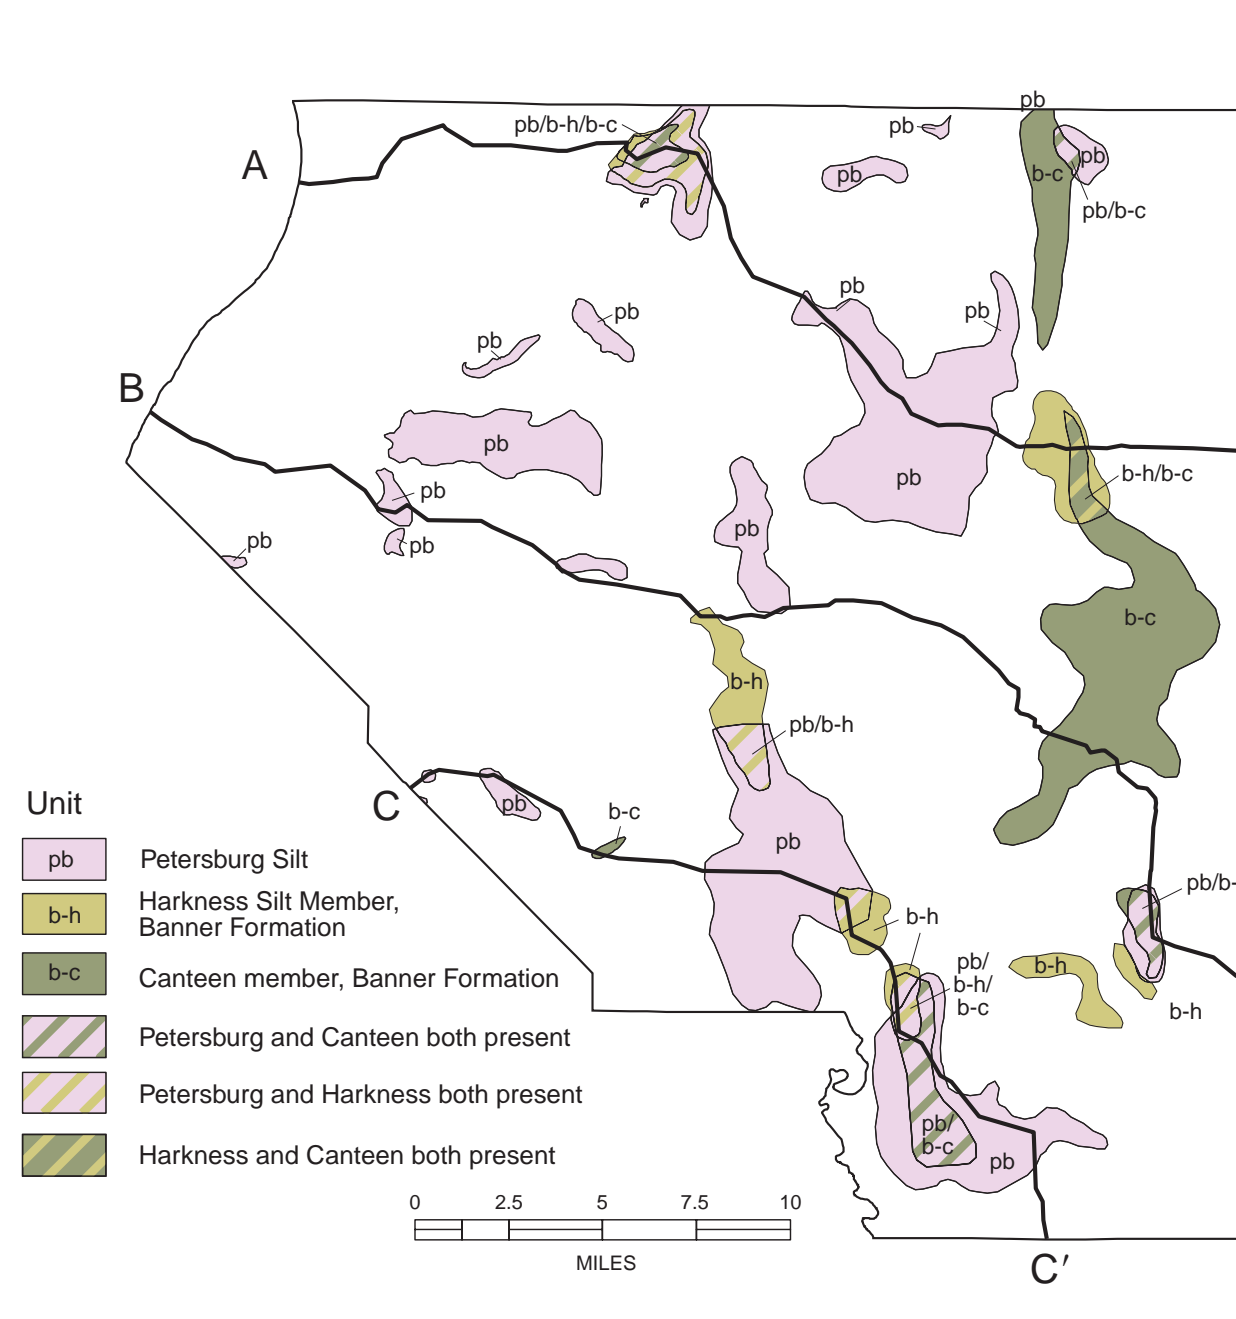 pb
pb/b-h/b-c
pb
pb
A
pb
b-c
pb/b-c
pb
pb
pb
pb
B
pb
pb
b-h/b-c
pb
pb
pb
pb
pb
b-c
b-h
pb/b-h
Unit
C
pb
b-c
pb
pb
Petersburg Silt
b-h
Harkness Silt Member,
Banner Formation
pb/b-
b-h
b-c
Canteen member, Banner Formation
pb/
b-h/
b-c
b-h
b-h
Petersburg and Canteen both present
Petersburg and Harkness both present
pb/
b-c
pb
Harkness and Canteen both present
0 2.5 5 7.5 10
MILES
C′